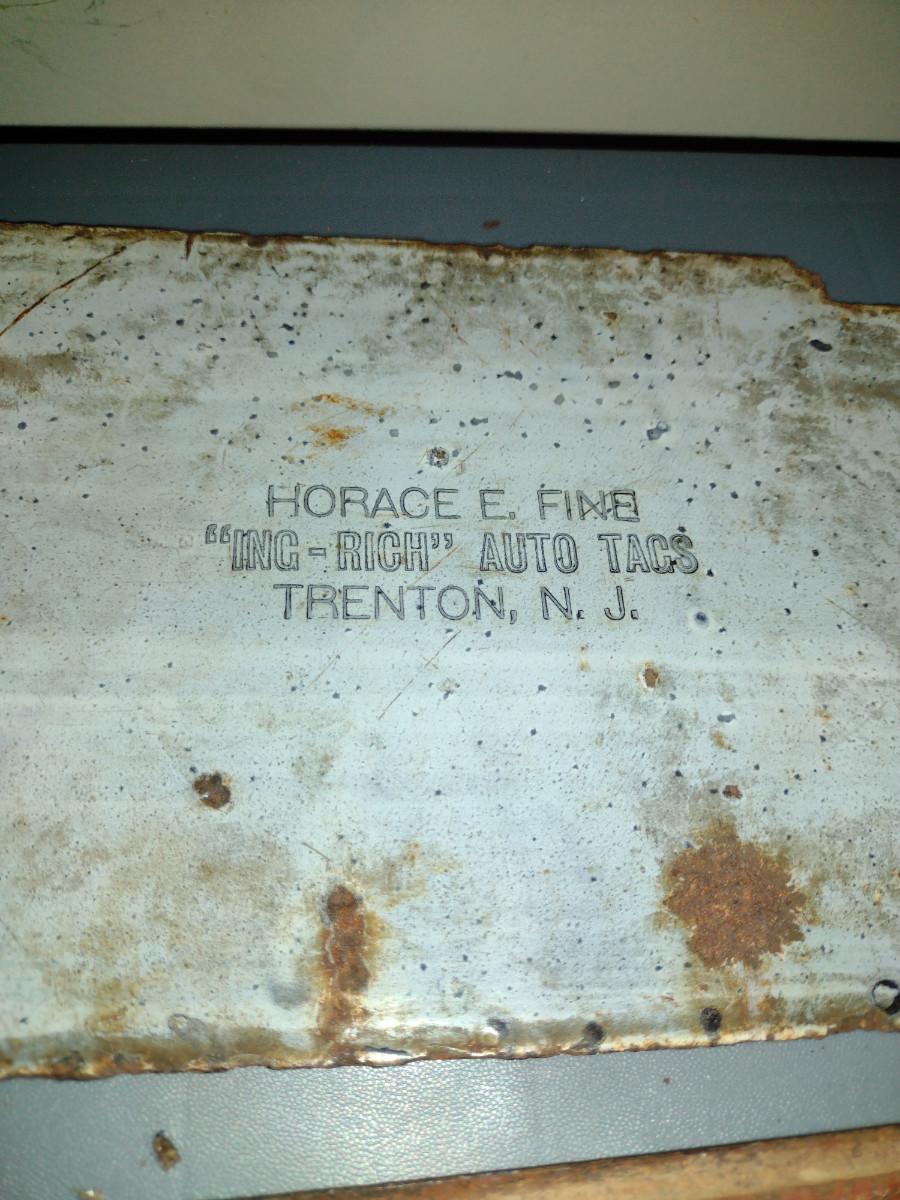 HORACE E. FINE
"ING-RICH" AUTO TAGS
TRENTON, N. J.